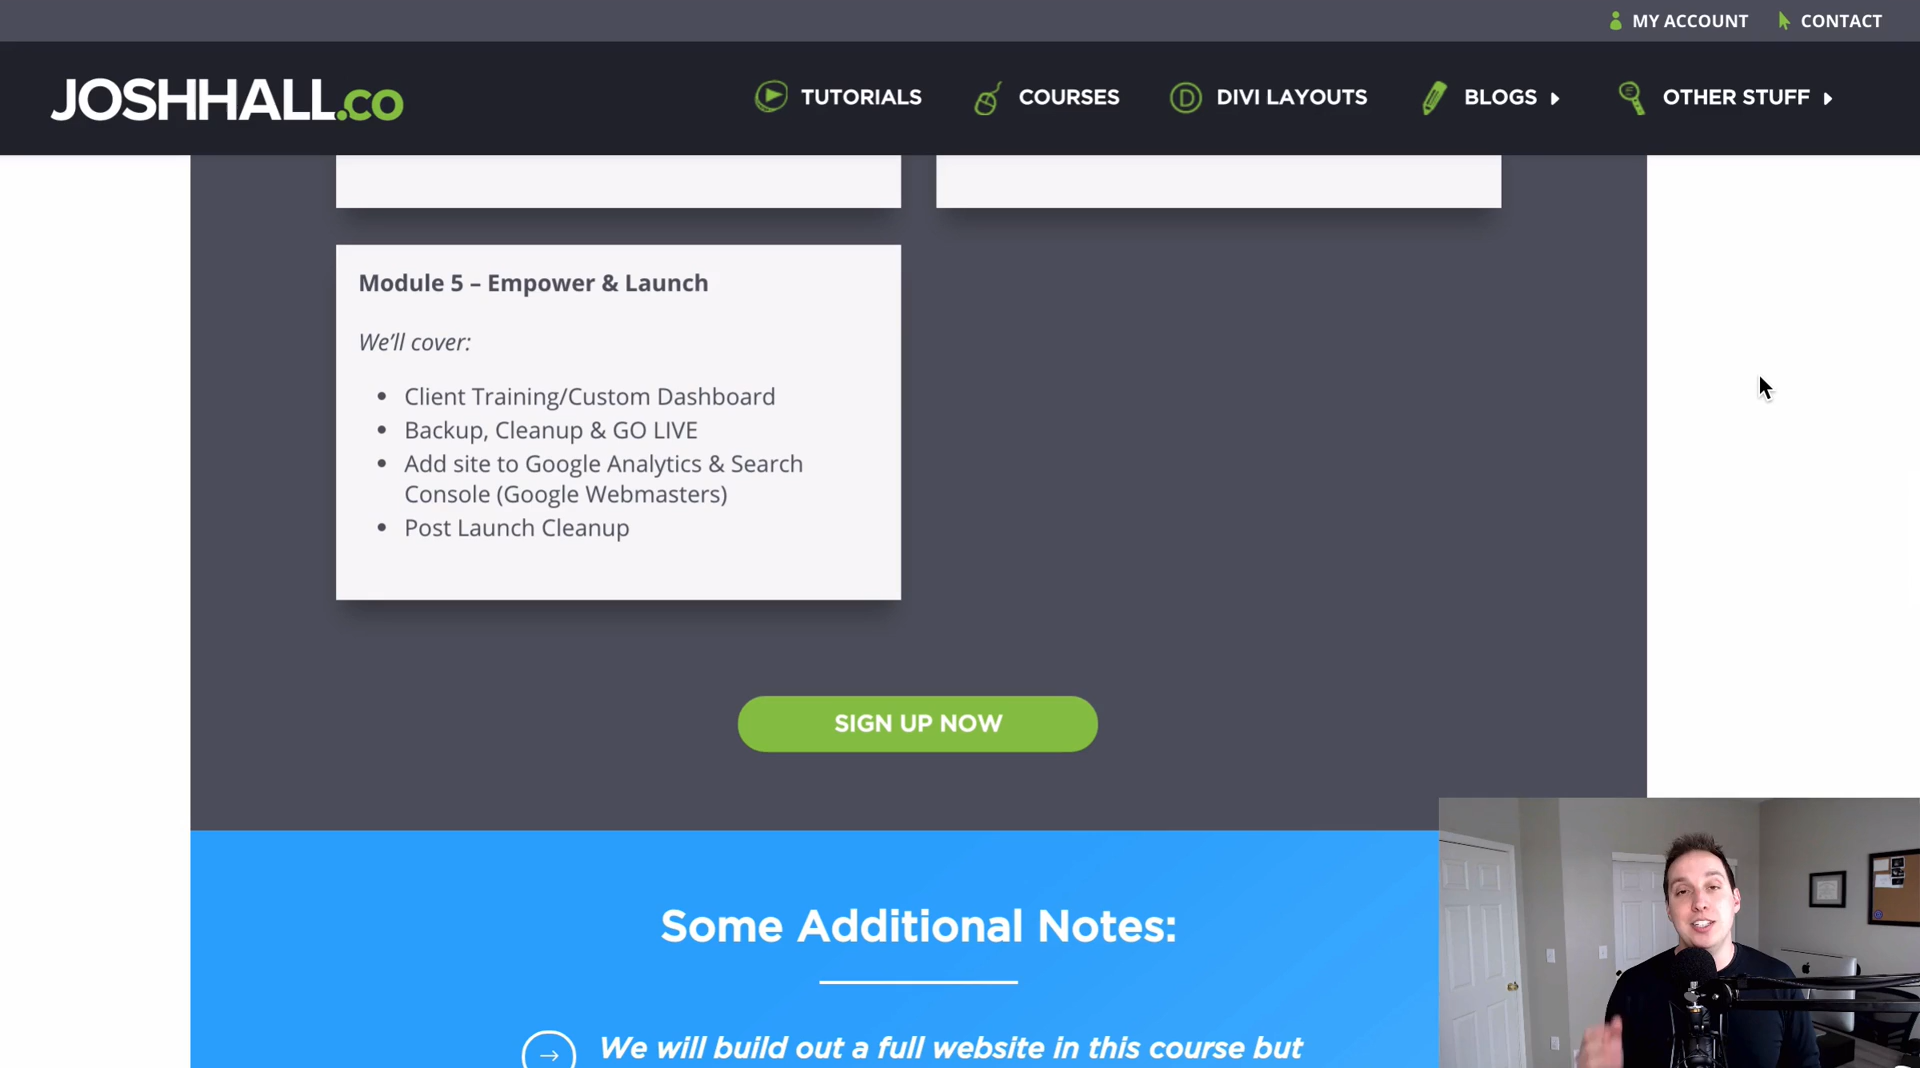 MY ACCOUNT
CONTACT
JOSHHALL.CO
TUTORIALS
COURSES
DIVI LAYOUTS
BLOGS
OTHER STUFF
Module 5 – Empower & Launch
We'll cover:
Client Training/Custom Dashboard
Backup, Cleanup & GO LIVE
Add site to Google Analytics & Search
Console (Google Webmasters)
Post Launch Cleanup
SIGN UP NOW
Some Additional Notes:
We will build out a full website in this course but